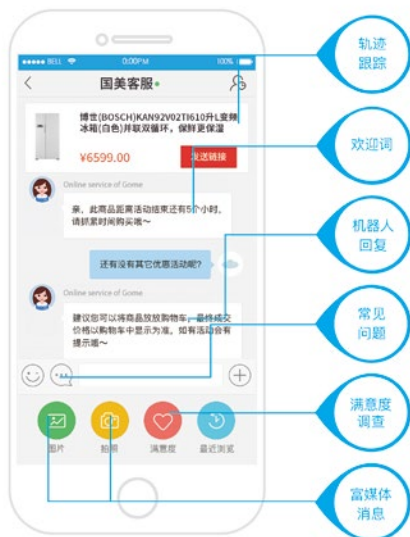 BELL
0:00PM
100%
国美客服
博世(BOSCH)KAN92V02TI610升L变频
冰箱(白色)并联双循环，保鲜更保湿
¥6599.00
发送链接
Online service of Gome
亲，此商品距离活动结束还有5个小时，
请抓紧时间购买哦～
还有没有其它优惠活动呢?
Online service of Gome
建议您可以将商品放放购物车，最终成交
价格以购物车中显示为准，如有活动会有
提示哦～
图片
拍照
满意度
最近浏览
轨迹
跟踪
欢迎词
机器人
回复
常见
问题
满意度
调查
富媒体
消息